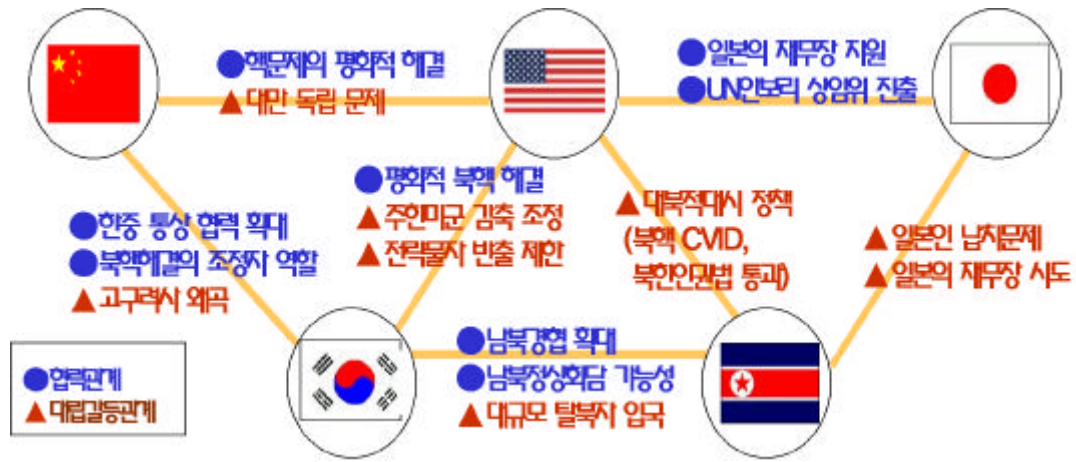 ●핵문제의 평화적 해결
▲대만 독립 문제
●일본의 재무장 지원
●UN안보리 상임위 진출
●한중 통상 협력 확대
●북핵해결의 조정자 역할
▲고구려사 왜곡
●평화적 북핵 해결
▲주한미군 감축 조정
▲전략물자 반출 제한
▲대북적대시 정책
(북핵 CVID,
북한인권법 통과)
▲일본인 납치문제
▲일본의 재무장 시도
●남북경협 확대
●남북정상회담 가능성
▲대규모 탈북자 입국
●협력관계
▲대립갈등관계